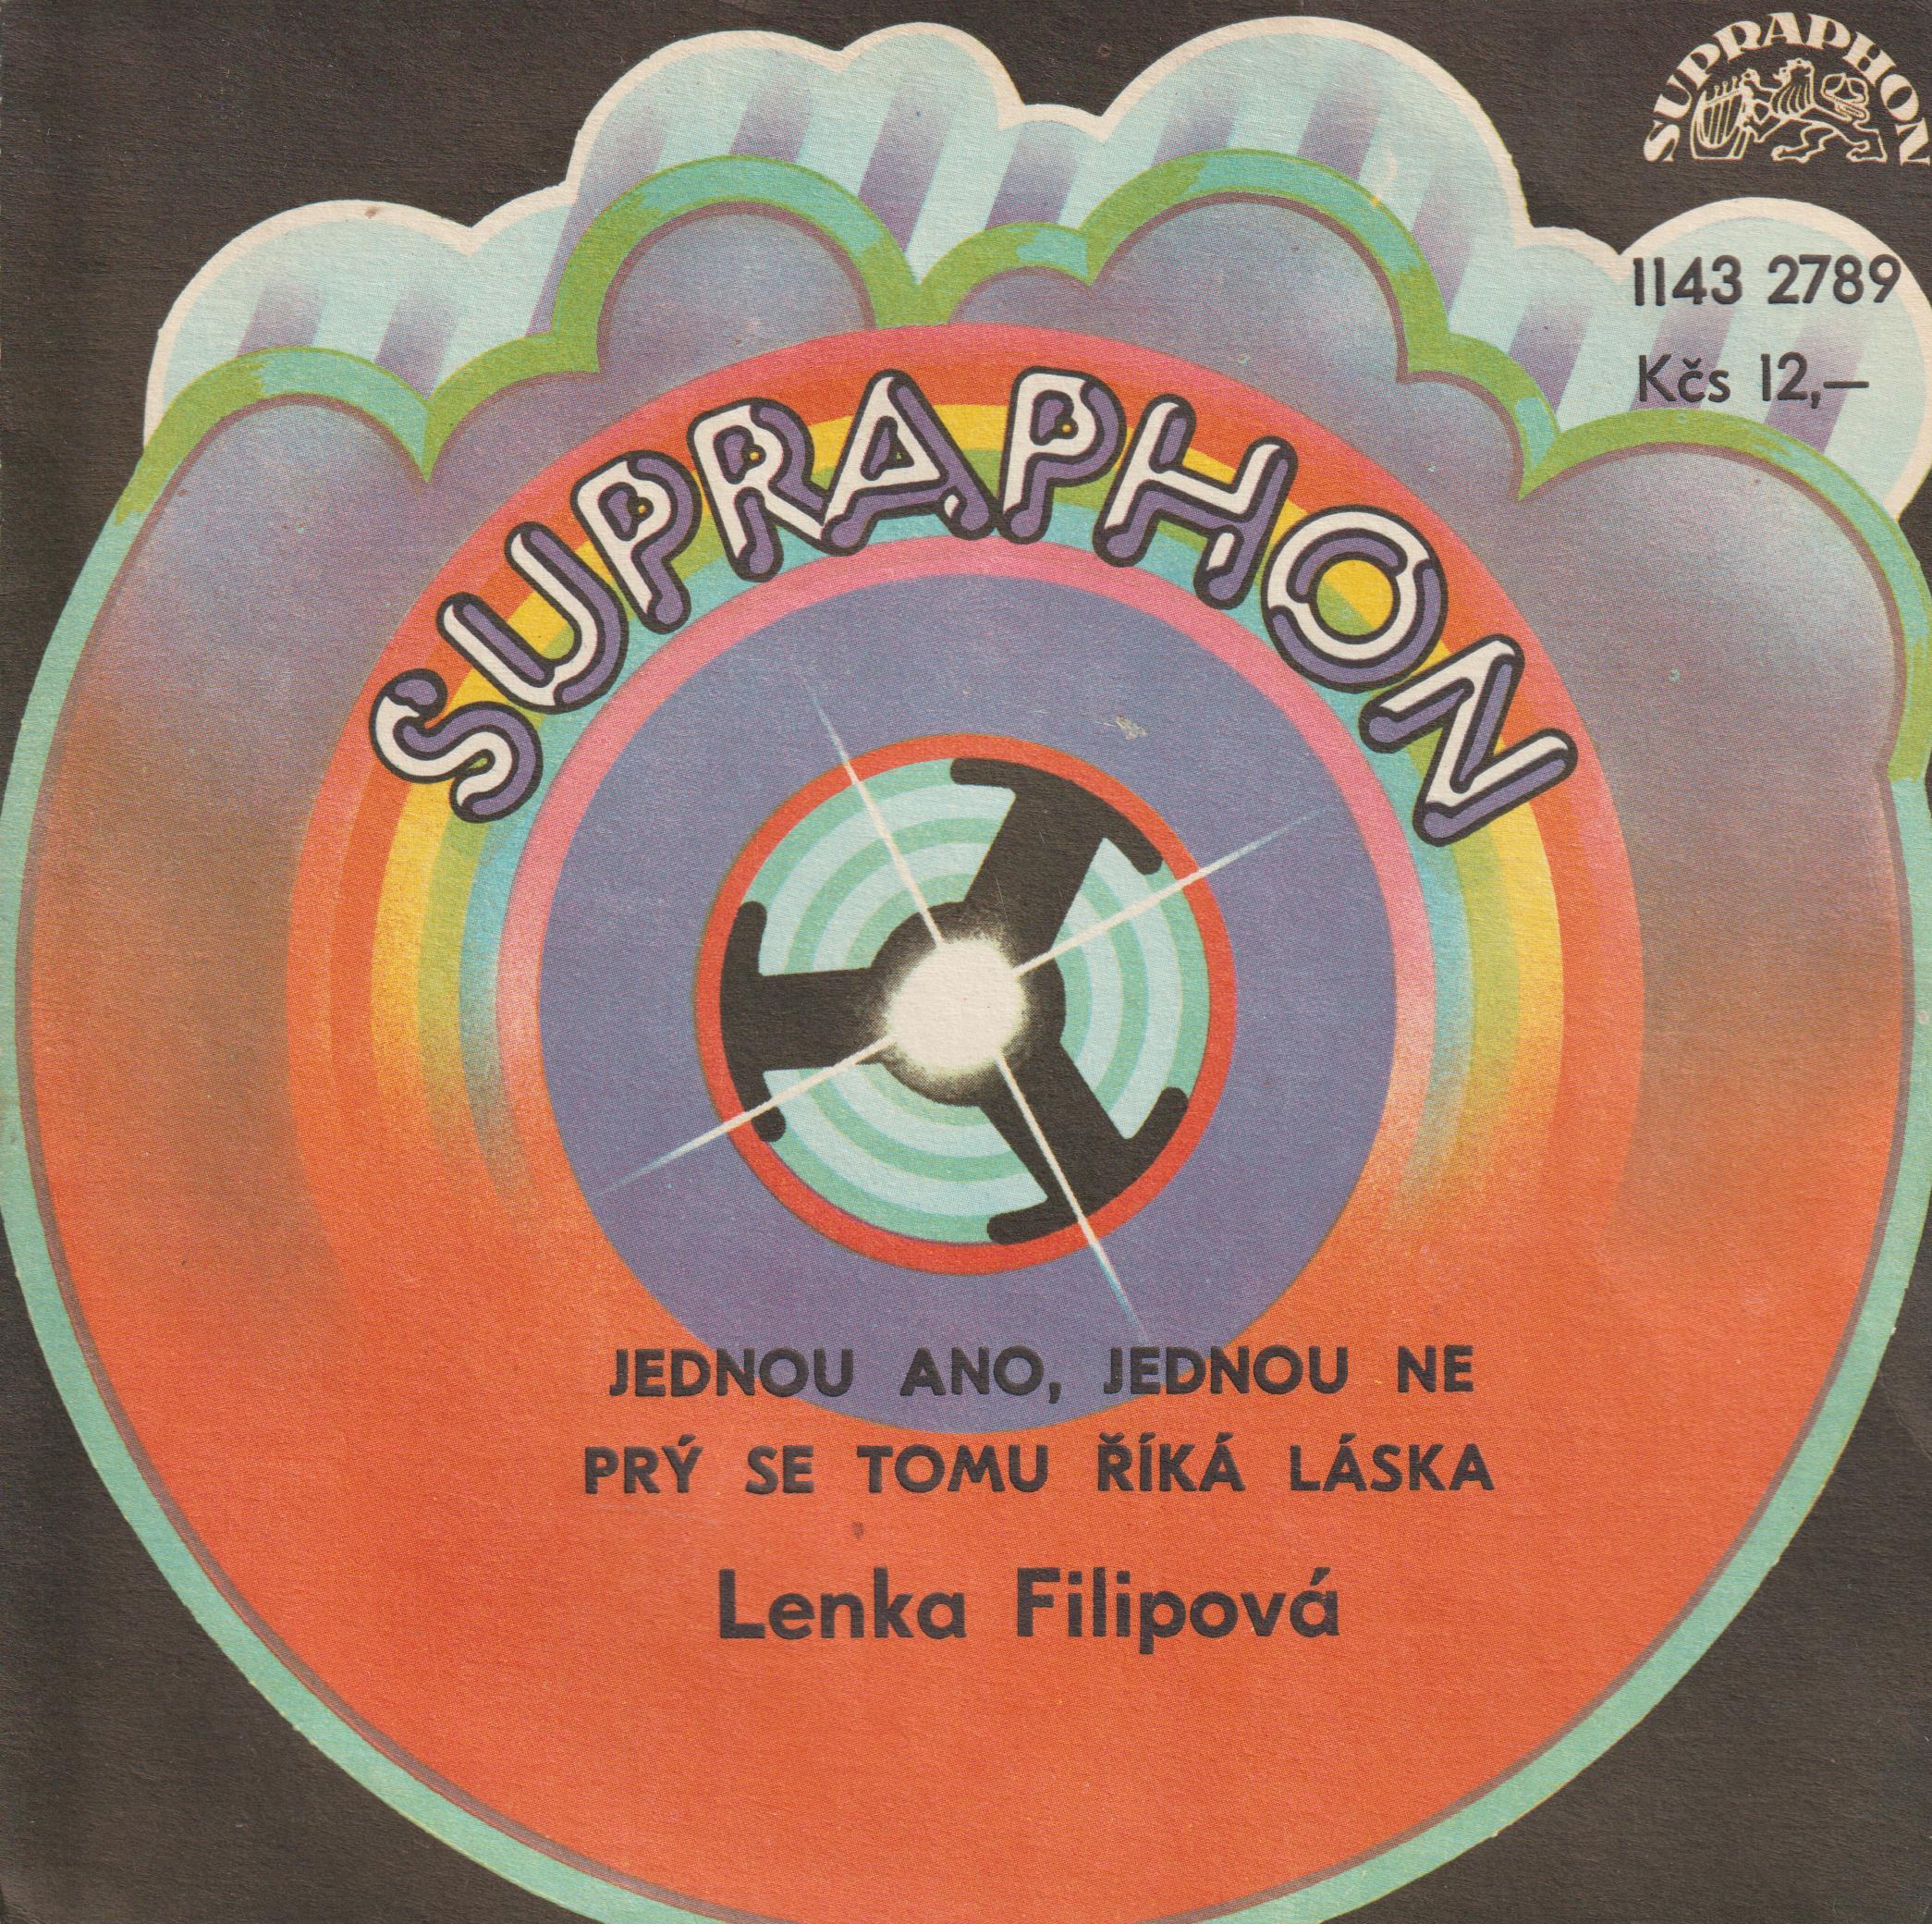 SUPRAPHON
1143 2789
Kčs 12,—
SUPRAPHON
JEDNOU ANO, JEDNOU NE
PRÝ SE TOMU ŘÍKÁ LÁSKA
Lenka Filipová